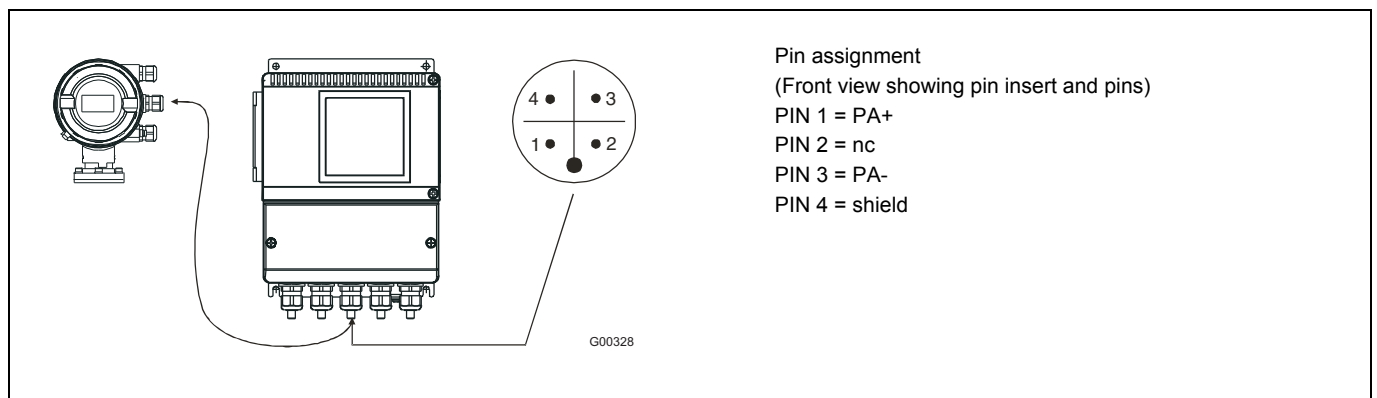 4
3
1
2
G00328
Pin assignment
(Front view showing pin insert and pins)
PIN 1 = PA+
PIN 2 = nc
PIN 3 = PA-
PIN 4 = shield